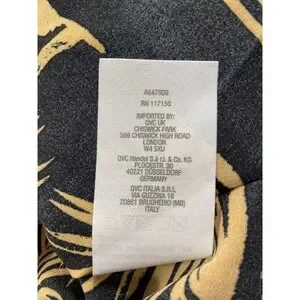 A547809
RN 117150
IMPORTED BY:
QVC UK
CHISWICK PARK
566 CHISWICK HIGH ROAD
LONDON
W4 5XU
QVC Handel S.à r.l. & Co. KG
PLOCKSTR. 30
40221 DÜSSELDORF
GERMANY
QVC ITALIA S.R.L
VIA GUZZINA 18
20861 BRUGHERIO (MB)
ITALY